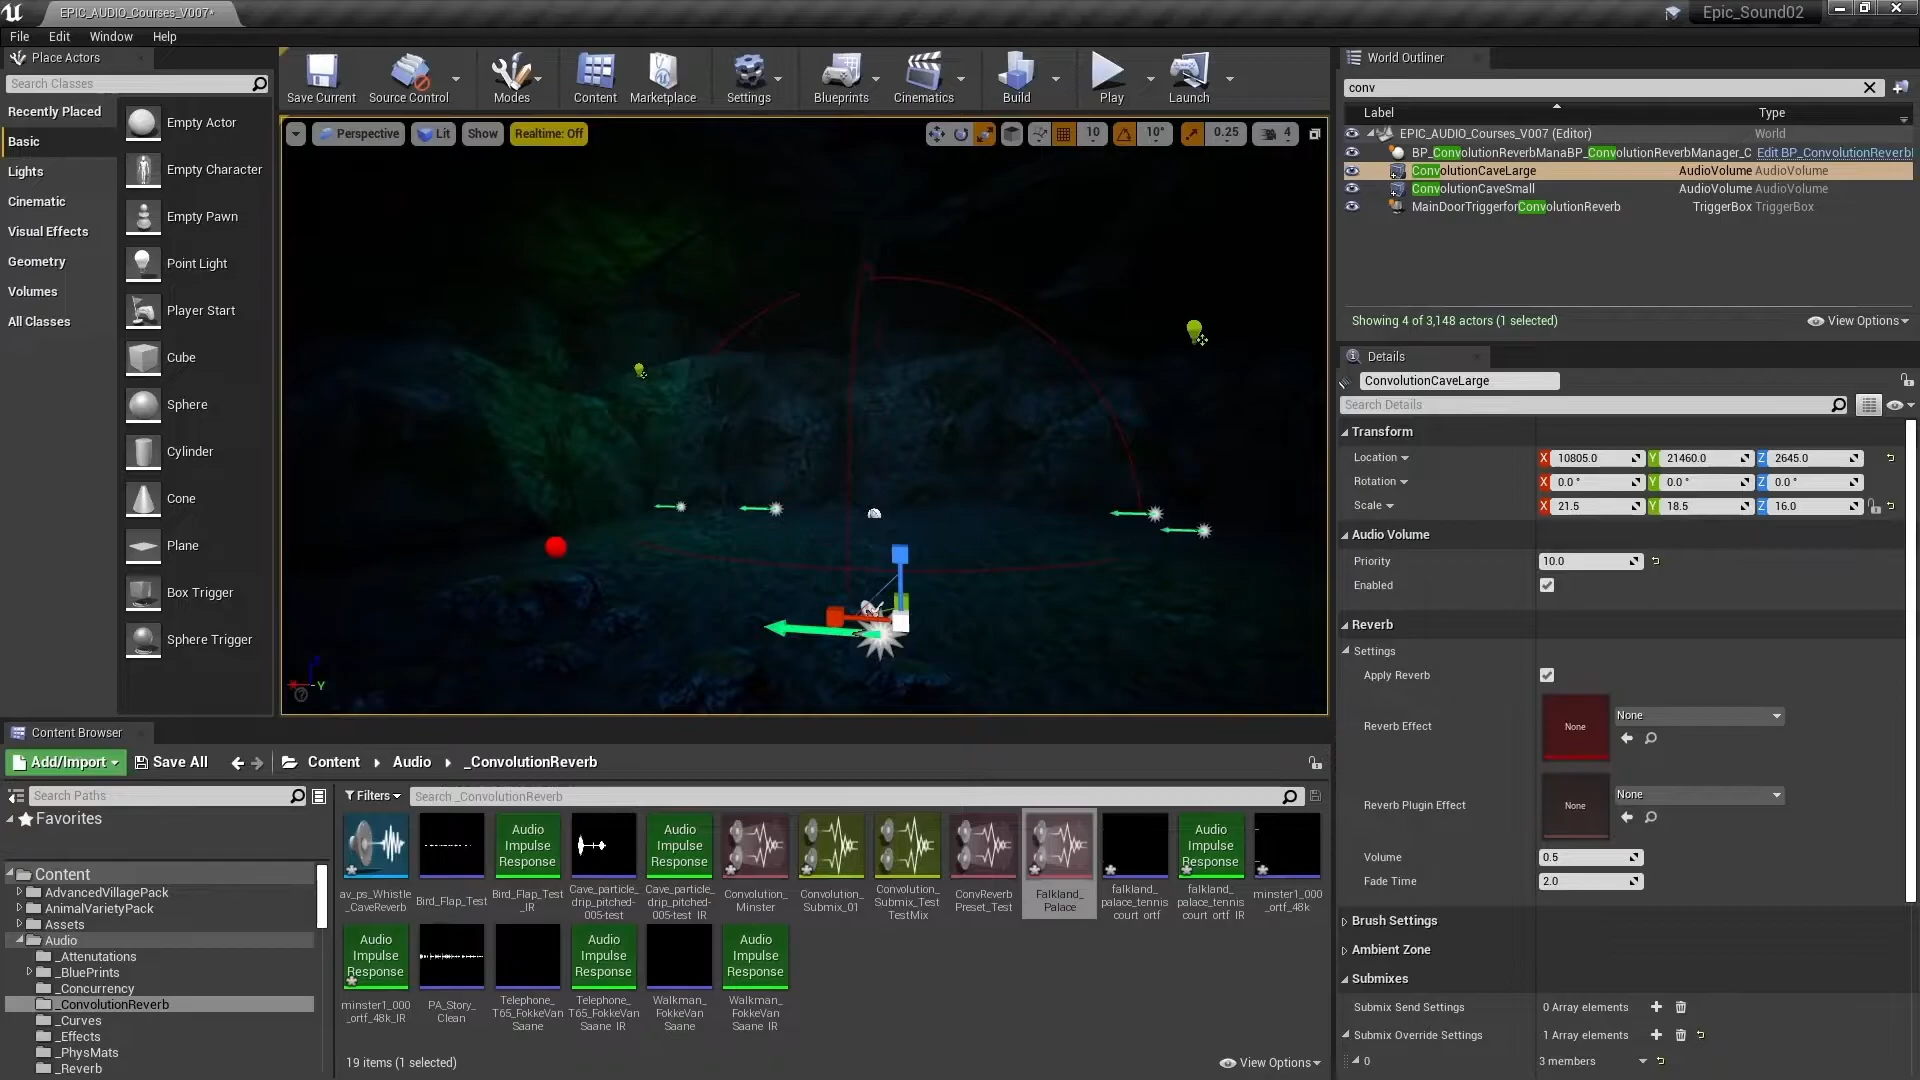 EPIC_AUDIO_Courses_V007*
Epic_Sound02
File Edit Window Help
Place Actors
Search Classes
Recently Placed
Basic
Lights
Cinematic
Visual Effects
Geometry
Volumes
All Classes
Empty Actor
Empty Character
Empty Pawn
Point Light
Player Start
Cube
Sphere
Cylinder
Cone
Plane
Box Trigger
Sphere Trigger
Save Current Source Control Modes Content Marketplace Settings Blueprints Cinematics Build Play Launch
Perspective Lit Show Realtime: Off 10 10° 0.25 4
-Y
World Outliner
conv
Label Type
EPIC_AUDIO_Courses_V007 (Editor) World
BP_ConvolutionReverbManaBP_ConvolutionReverbManager_C Edit BP_ConvolutionReverb
ConvolutionCaveLarge AudioVolume AudioVolume
ConvolutionCaveSmall AudioVolume AudioVolume
MainDoorTriggerforConvolutionReverb TriggerBox TriggerBox
Showing 4 of 3,148 actors (1 selected) View Options
Details
ConvolutionCaveLarge
Search Details
Transform
Location X 10805.0 Y 21460.0 Z 2645.0
Rotation X 0.0 ° Y 0.0 ° Z 0.0 °
Scale X 21.5 Y 18.5 Z 16.0
Audio Volume
Priority 10.0
Enabled
Reverb
Settings
Apply Reverb
Reverb Effect None None
Reverb Plugin Effect None None
Volume 0.5
Fade Time 2.0
Brush Settings
Ambient Zone
Submixes
Submix Send Settings 0 Array elements
Submix Override Settings 1 Array elements
0 3 members
Content Browser
Add/Import Save All Content Audio _ConvolutionReverb
Search Paths
Favorites
Content
AdvancedVillagePack
AnimalVarietyPack
Assets
Audio
_Attenutations
_BluePrints
_Concurrency
_ConvolutionReverb
_Curves
_Effects
_PhysMats
_Reverb
Filters Search _ConvolutionReverb
av_ps_Whistle
_CaveReverb
Bird_Flap_Test
Audio
Impulse
Response
Bird_Flap_Test
_IR
Cave_particle_
drip_pitched-
005-test
Audio
Impulse
Response
Cave_particle_
drip_pitched-
005-test_IR
Convolution_
Minster
Convolution_
Submix_01
Convolution_
Submix_Test
TestMix
ConvReverb
Preset_Test
Falkland_
Palace
falkland_
palace_tennis
court_ortf
Audio
Impulse
Response
falkland_
palace_tennis
court_ortf_IR
minster1_000
_ortf_48k
Audio
Impulse
Response
minster1_000
_ortf_48k_IR
PA_Story_
Clean
Telephone_
T65_FokkeVan
Saane
Audio
Impulse
Response
Telephone_
T65_FokkeVan
Saane_IR
Walkman_
FokkeVan
Saane
Audio
Impulse
Response
Walkman_
FokkeVan
Saane_IR
19 items (1 selected) View Options